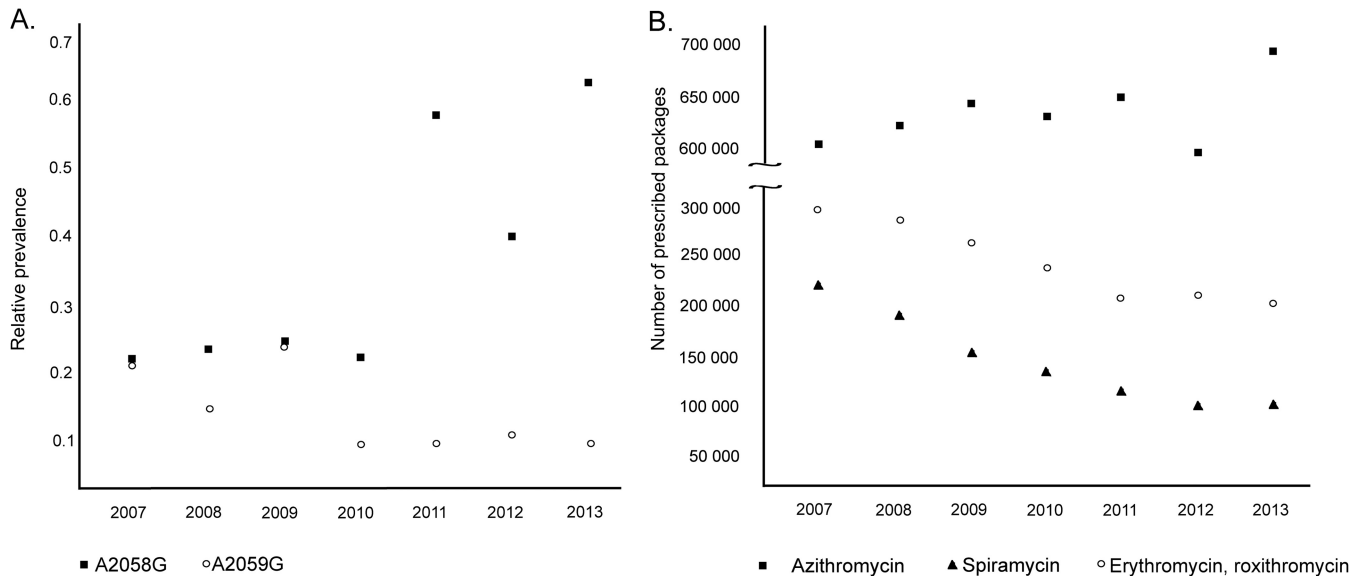 A.
Relative prevalence
0.7
0.6
0.5
0.4
0.3
0.2
0.1
2007 2008 2009 2010 2011 2012 2013
A2058G A2059G
B.
Number of prescribed packages
700 000
650 000
600 000
300 000
250 000
200 000
150 000
100 000
50 000
2007 2008 2009 2010 2011 2012 2013
Azithromycin Spiramycin Erythromycin, roxithromycin